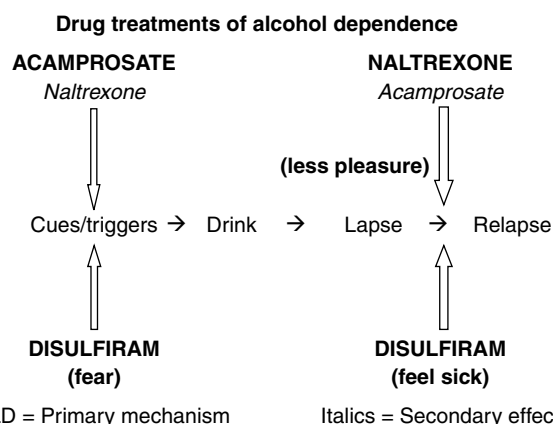 Drug treatments of alcohol dependence
ACAMPROSATE NALTREXONE
Naltrexone Acamprosate
(less pleasure)
Cues/triggers → Drink → Lapse → Relapse
DISULFIRAM DISULFIRAM
(fear) (feel sick)
D = Primary mechanism Italics = Secondary effec